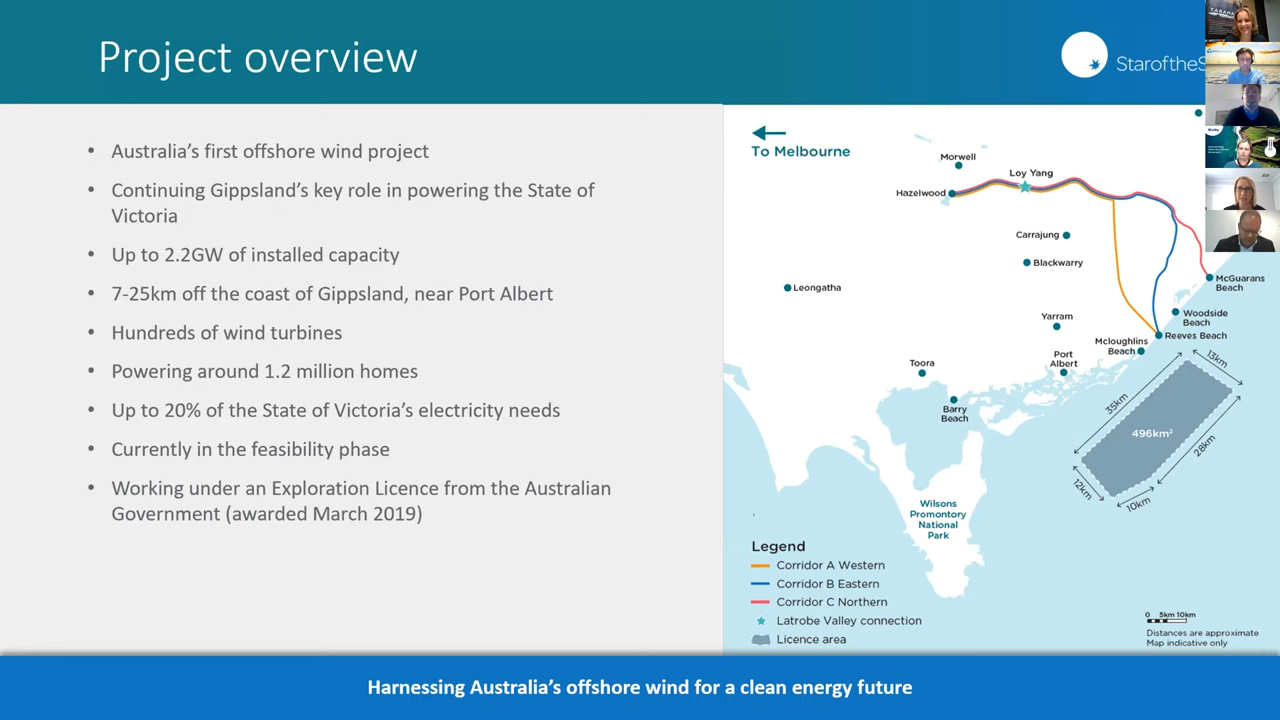 Project overview
StaroftheS
• Australia's first offshore wind project
• Continuing Gippsland's key role in powering the State of
Victoria
• Up to 2.2GW of installed capacity
• 7-25km off the coast of Gippsland, near Port Albert
• Hundreds of wind turbines
• Powering around 1.2 million homes
• Up to 20% of the State of Victoria's electricity needs
• Currently in the feasibility phase
• Working under an Exploration Licence from the Australian
Government (awarded March 2019)
To Melbourne
Morwell
Loy Yang
Hazelwood
Carrajung
Blackwarry
McGuarans
Beach
Leongatha
Woodside
Beach
Yarram
Reeves Beach
Mcloughlins
Beach
Port
Albert
Toora
Barry
Beach
13km
35km
496km²
28km
12km
10km
Wilsons
Promontory
National
Park
Legend
Corridor A Western
Corridor B Eastern
Corridor C Northern
Latrobe Valley connection
Licence area
0 5km 10km
Distances are approximate
Map indicative only
Harnessing Australia's offshore wind for a clean energy future